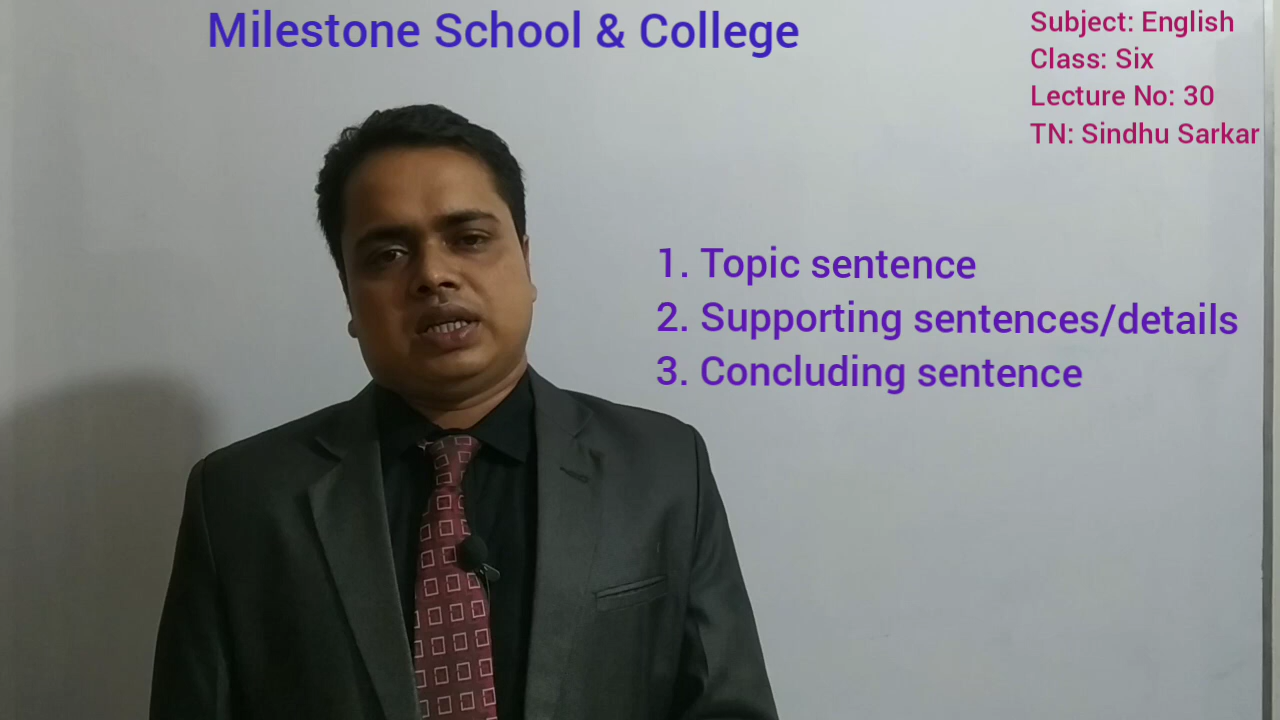 Milestone School & College
Subject: English
Class: Six
Lecture No: 30
TN: Sindhu Sarkar
1. Topic sentence
2. Supporting sentences/details
3. Concluding sentence